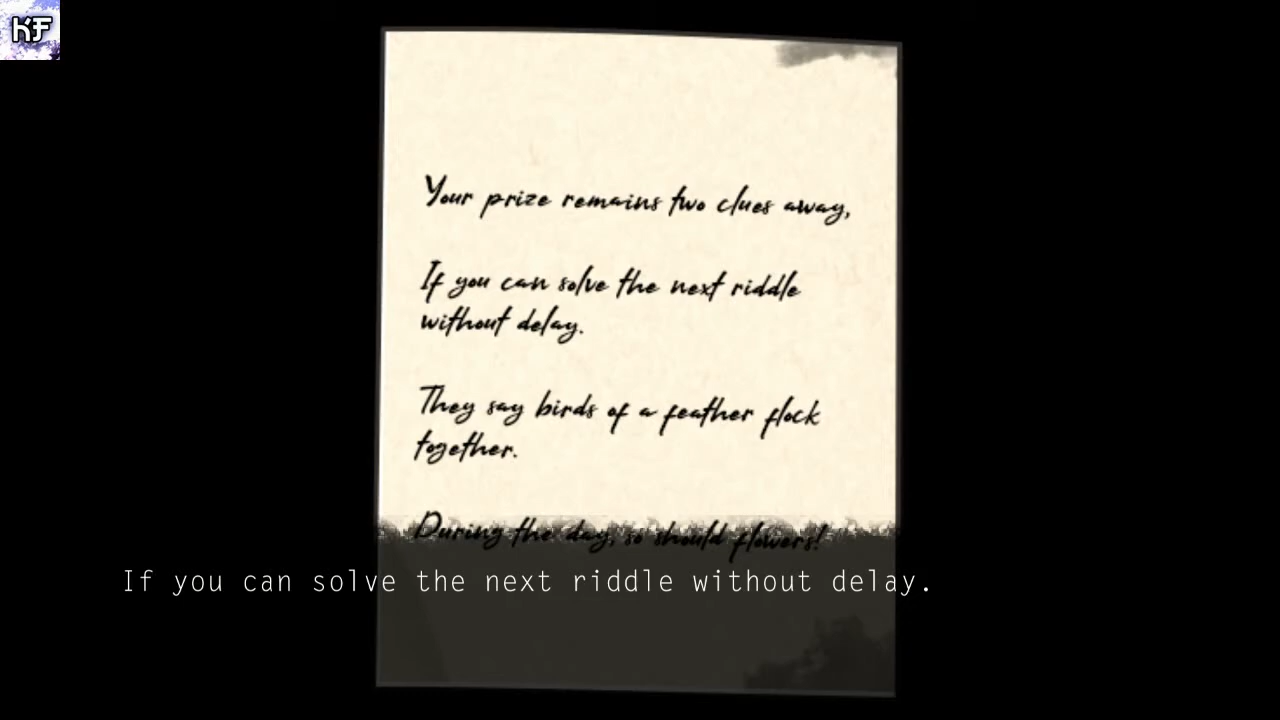 KF
Your prize remains two clues away,
If you can solve the next riddle
without delay.
They say birds of a feather flock
together.
During the day, so should flowers!
If you can solve the next riddle without delay.